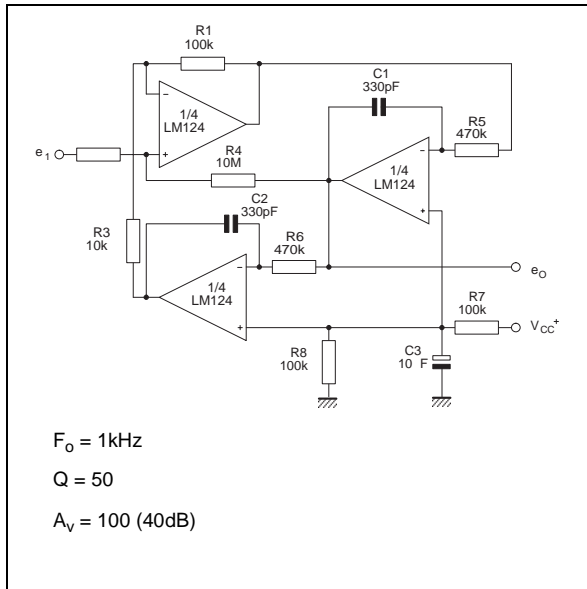 R1
100k
C1
330pF
R5
470k
−
1/4
LM124
+
e1
R4
10M
−
1/4
LM124
+
C2
330pF
R3
10k
R6
470k
−
1/4
LM124
+
eO
R7
100k
VCC+
R8
100k
C3
10 F
Fo = 1kHz
Q = 50
Av = 100 (40dB)